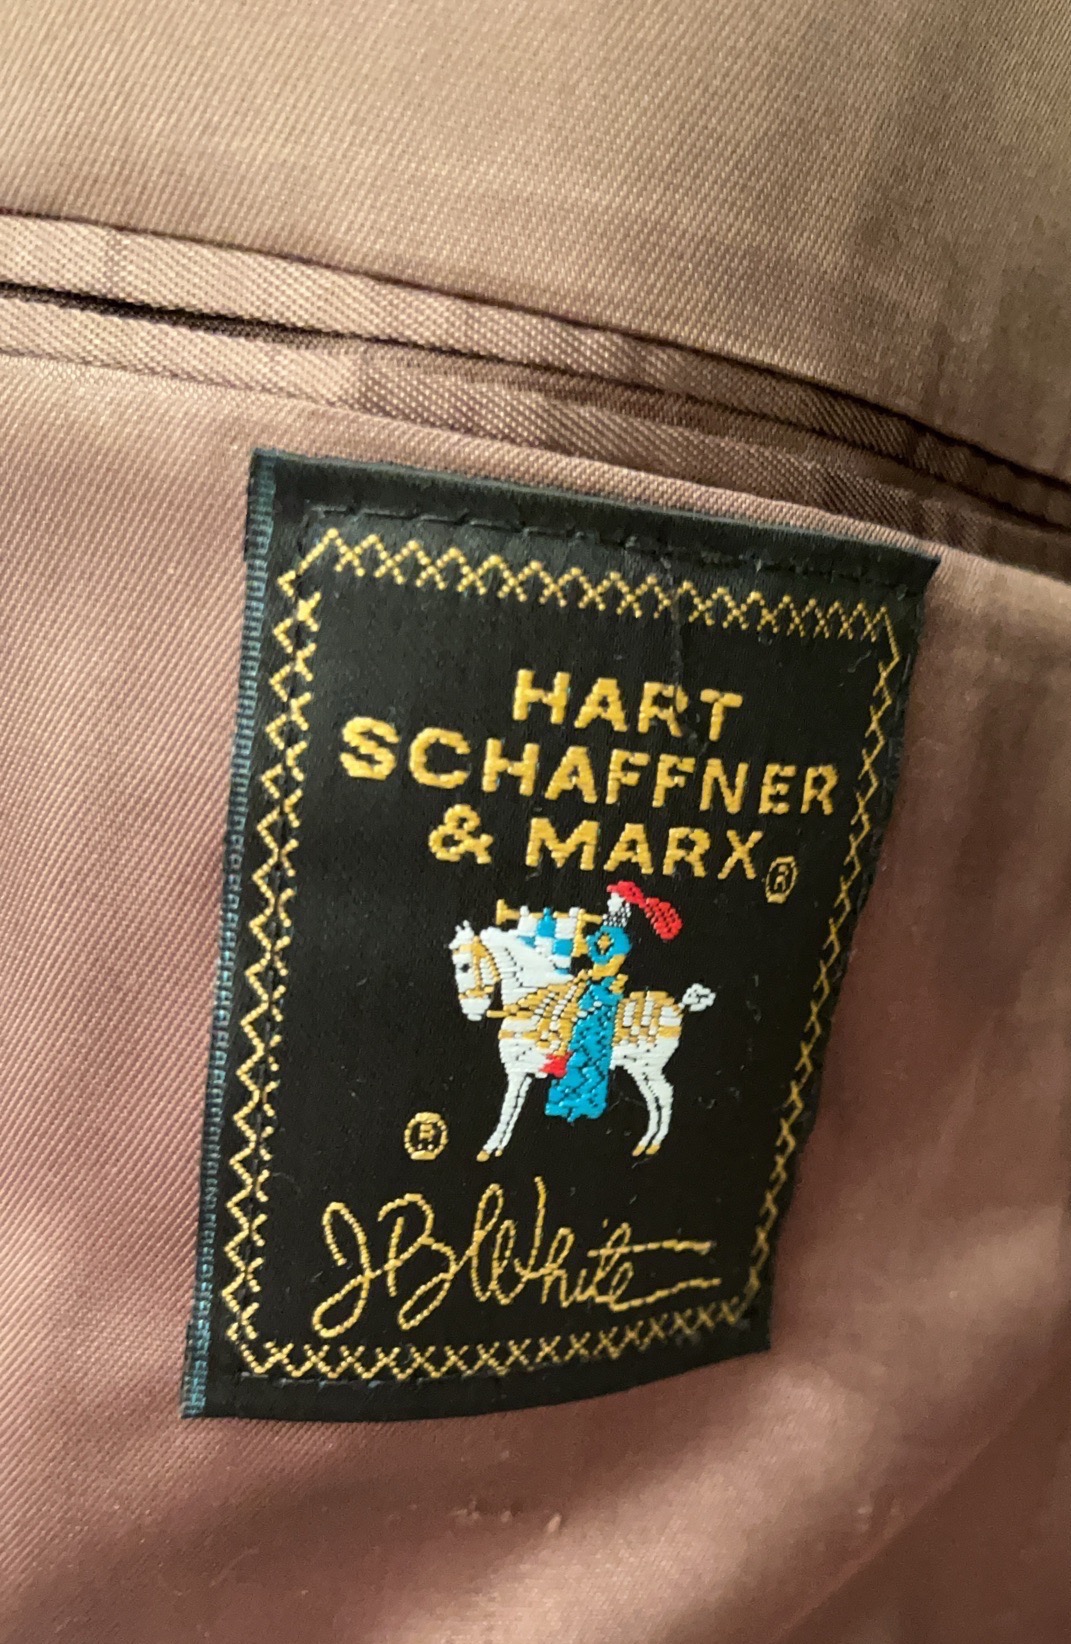 HART
SCHAFFNER
& MARX®
®
JBWhite